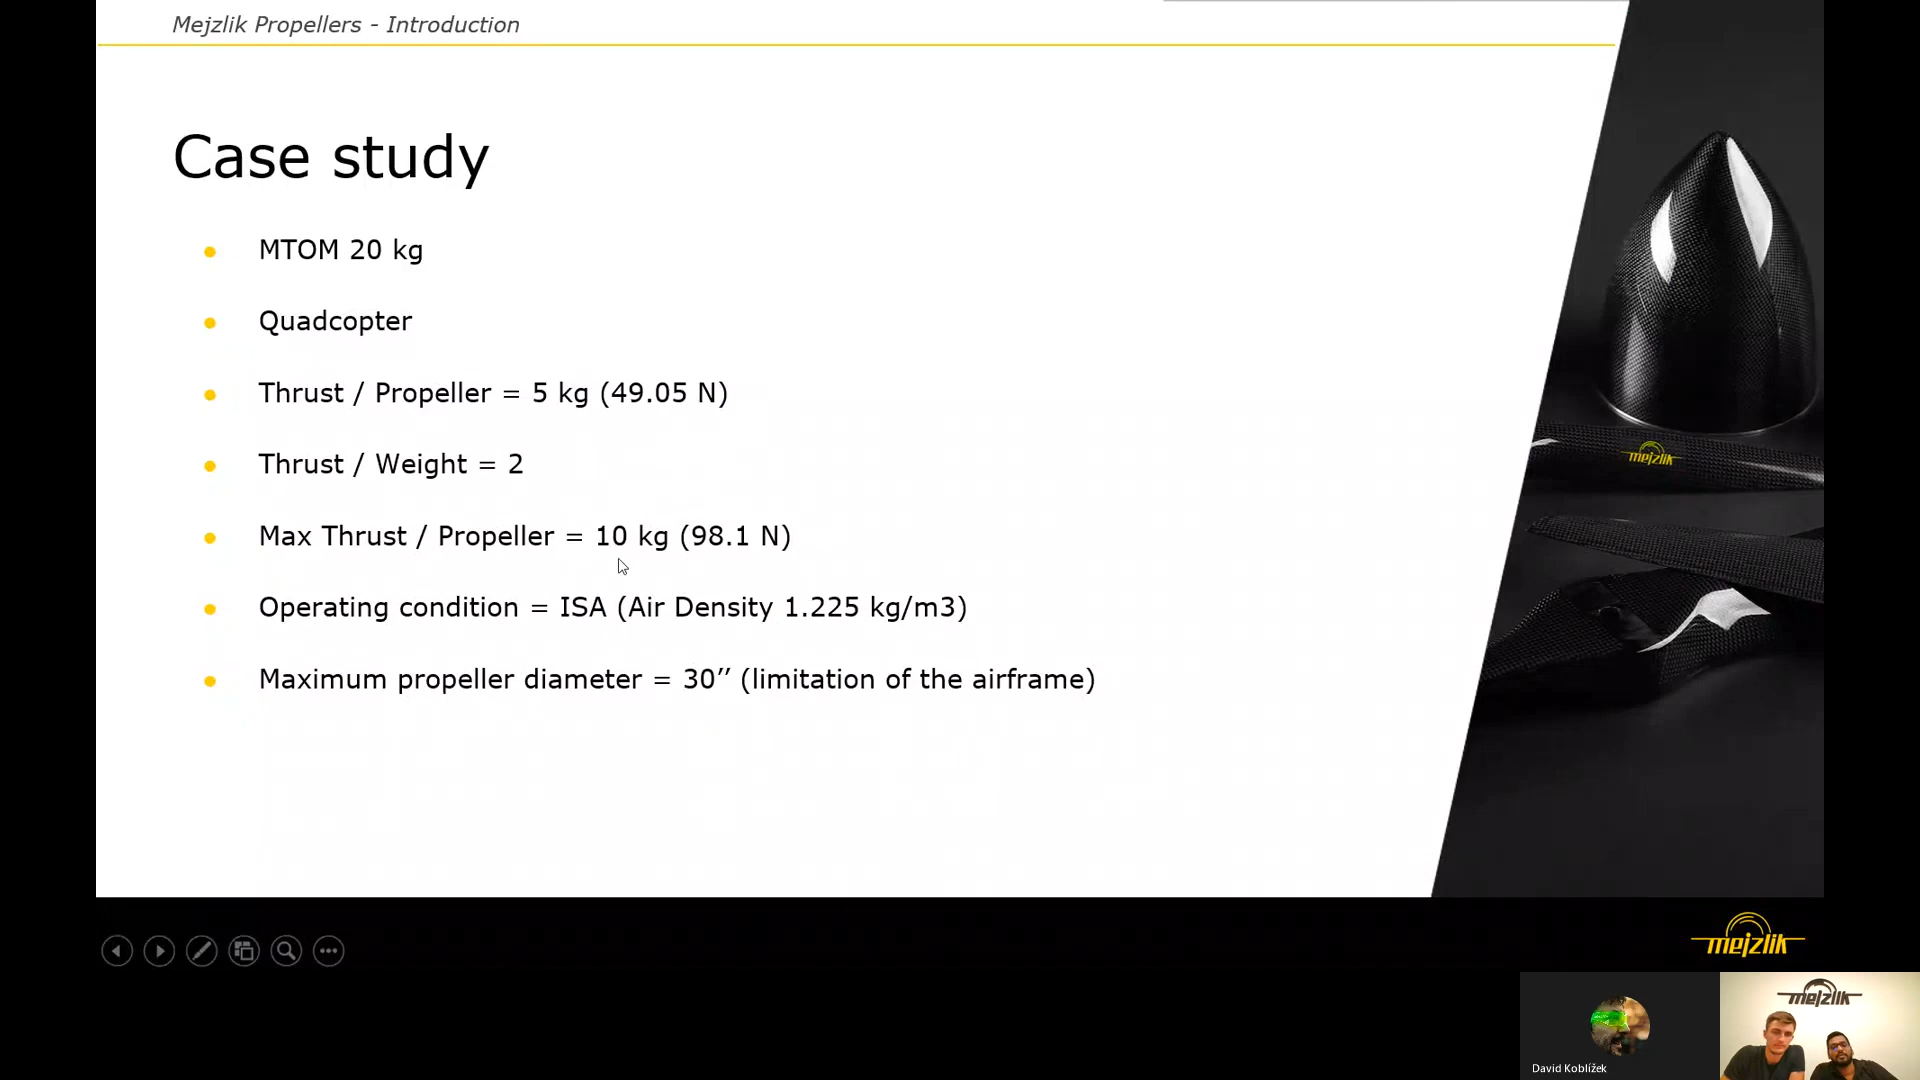 Mejzlik Propellers - Introduction
Case study
MTOM 20 kg
Quadcopter
Thrust / Propeller = 5 kg (49.05 N)
Thrust / Weight = 2
Max Thrust / Propeller = 10 kg (98.1 N)
Operating condition = ISA (Air Density 1.225 kg/m3)
Maximum propeller diameter = 30’’ (limitation of the airframe)
mejzlik
mejzlik
mejzlik
David Koblížek